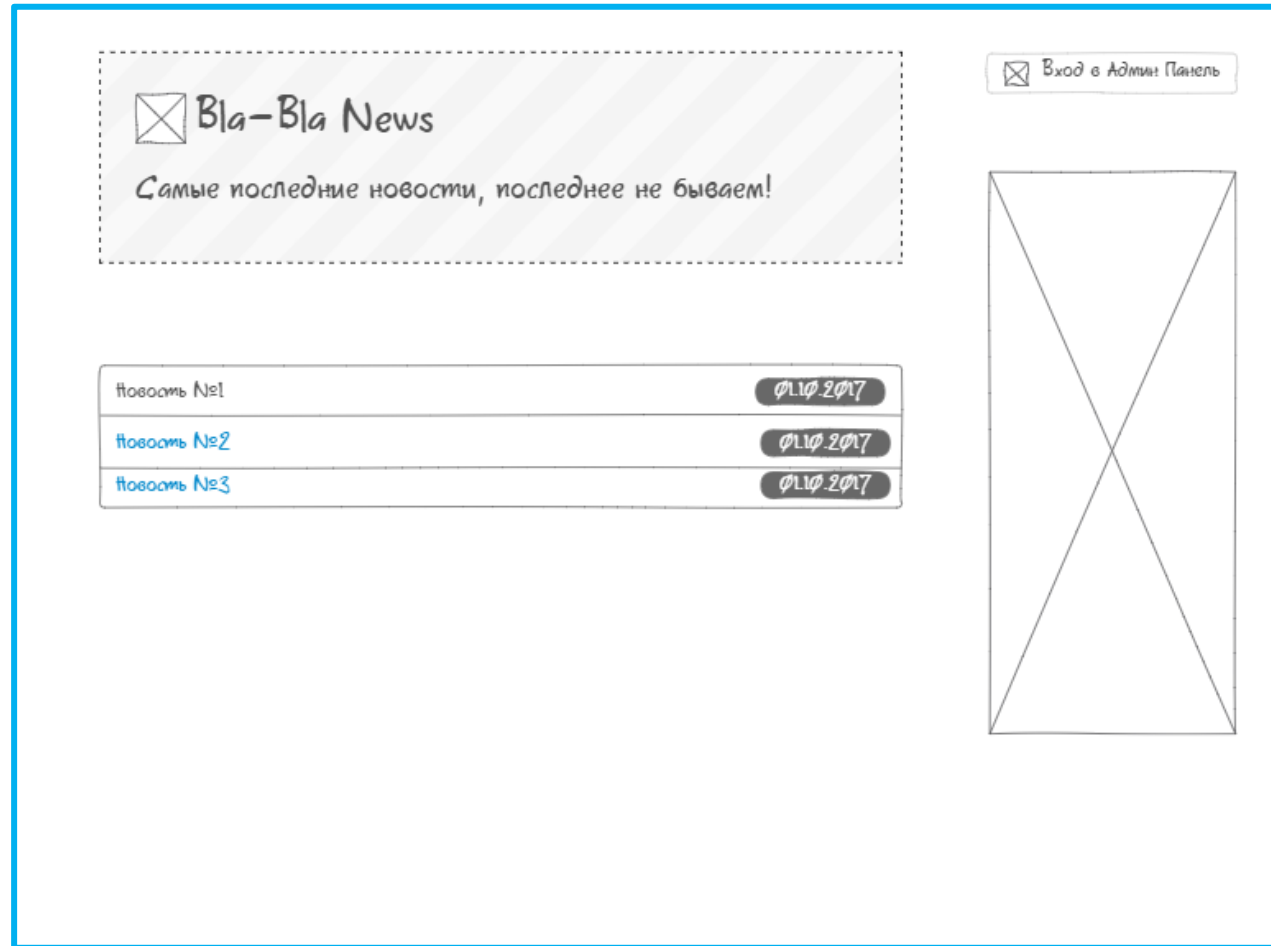 Bla-Bla News
Самые последние новости, последнее не бываем!
Вход в Админ Панель
Новость №1 01.10.2017
Новость №2 01.10.2017
Новость №3 01.10.2017